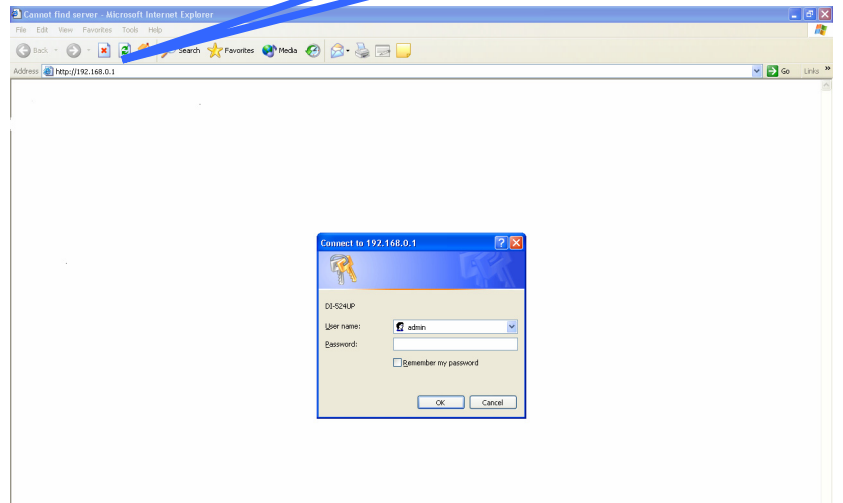 Cannot find server - Microsoft Internet Explorer
File Edit View Favorites Tools Help
Back Search Favorites Media
Address http://192.168.0.1 Go Links »
Connect to 192.168.0.1
DI-524UP
User name: admin
Password:
Remember my password
OK Cancel